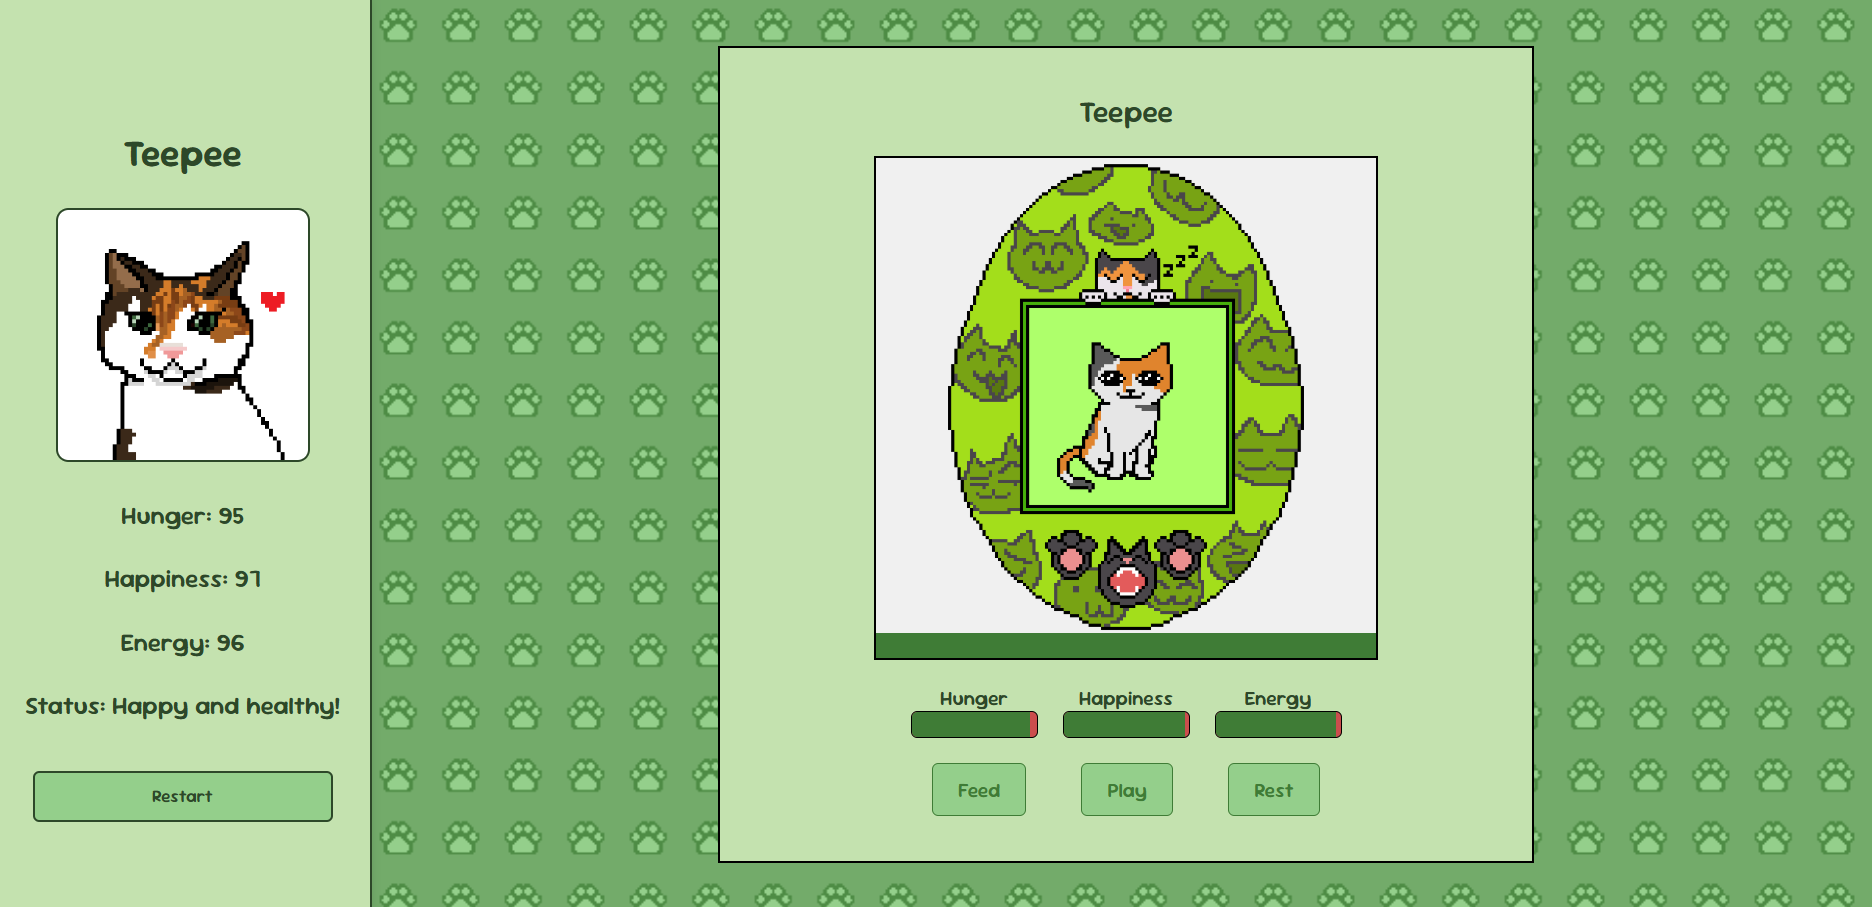 Teepee
Hunger: 95
Happiness: 97
Energy: 96
Status: Happy and healthy!
Restart
Teepee
z z z
Hunger
Happiness
Energy
Feed
Play
Rest